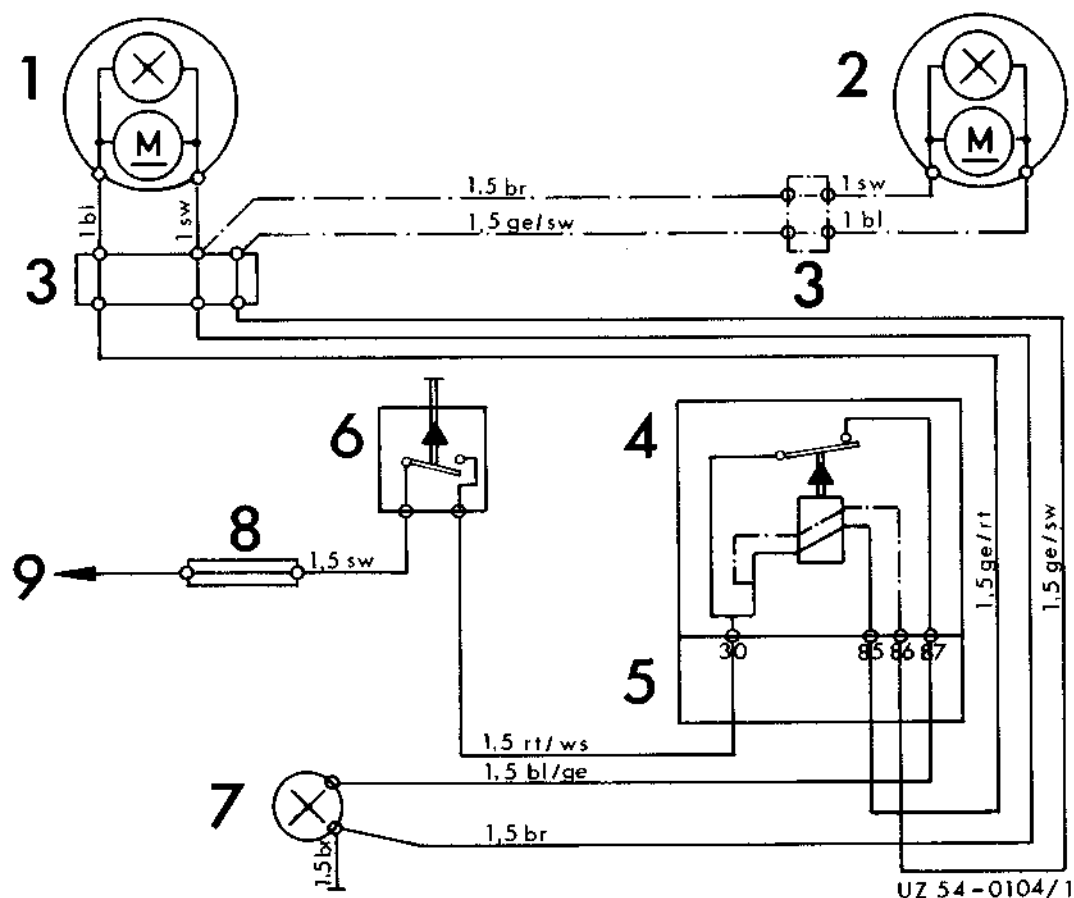 1
2
M
M
1.5 br
1 sw
1 bl
1 sw
1,5 ge/sw
1 bl
3
3
6
4
1,5 ge/rt
1,5 ge/sw
8
9
1,5 sw
30
85
86
87
5
1,5 rt/ws
1,5 bl/ge
7
1,5 br
1,5 br
UZ 54-0104/1